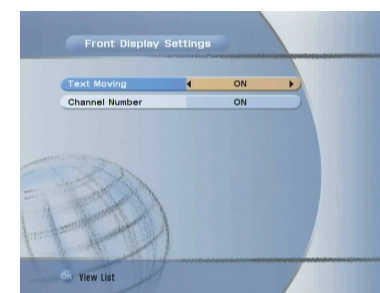 Front Display Settings
Text Moving ON
Channel Number ON
OK View List